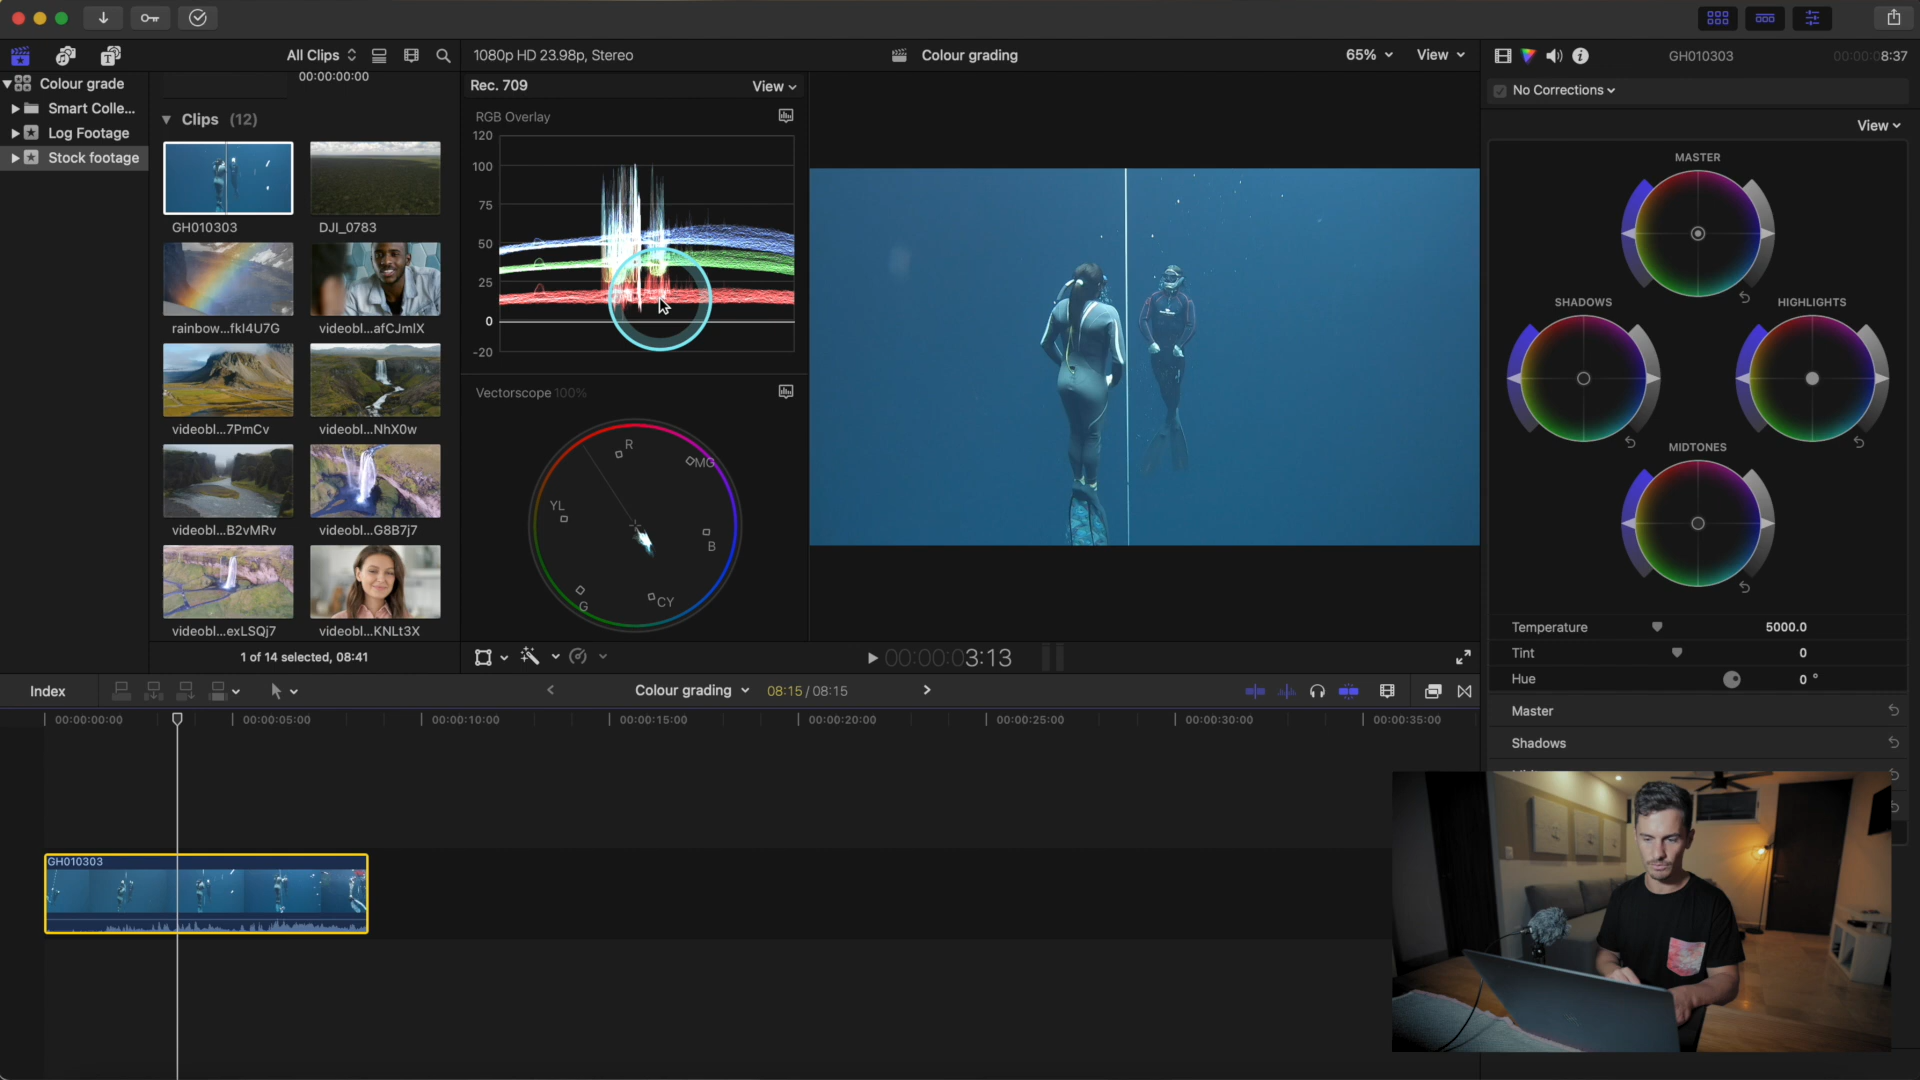 All Clips
1080p HD 23.98p, Stereo
Colour grading
65%
View
GH010303
00:00:08:37
Colour grade
Smart Colle...
Log Footage
Stock footage
00:00:00:00
Clips (12)
GH010303
DJI_0783
rainbow...fkI4U7G
videobl...afCJmIX
videobl...7PmCv
videobl...NhX0w
videobl...B2vMRv
videobl...G8B7j7
videobl...exLSQj7
videobl...KNLt3X
1 of 14 selected, 08:41
Rec. 709
View
RGB Overlay
120
100
75
50
25
0
-20
Vectorscope 100%
R
MG
YL
B
G
CY
00:00:03:13
No Corrections
View
MASTER
SHADOWS
HIGHLIGHTS
MIDTONES
Temperature 5000.0
Tint 0
Hue 0 °
Master
Shadows
Index
Colour grading
08:15 / 08:15
00:00:00:00
00:00:05:00
00:00:10:00
00:00:15:00
00:00:20:00
00:00:25:00
00:00:30:00
00:00:35:00
GH010303